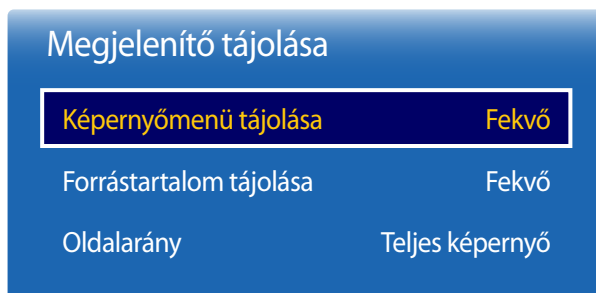 Megjelenítő tájolása
Képernyőmenü tájolása Fekvő
Forrástartalom tájolása Fekvő
Oldalarány Teljes képernyő